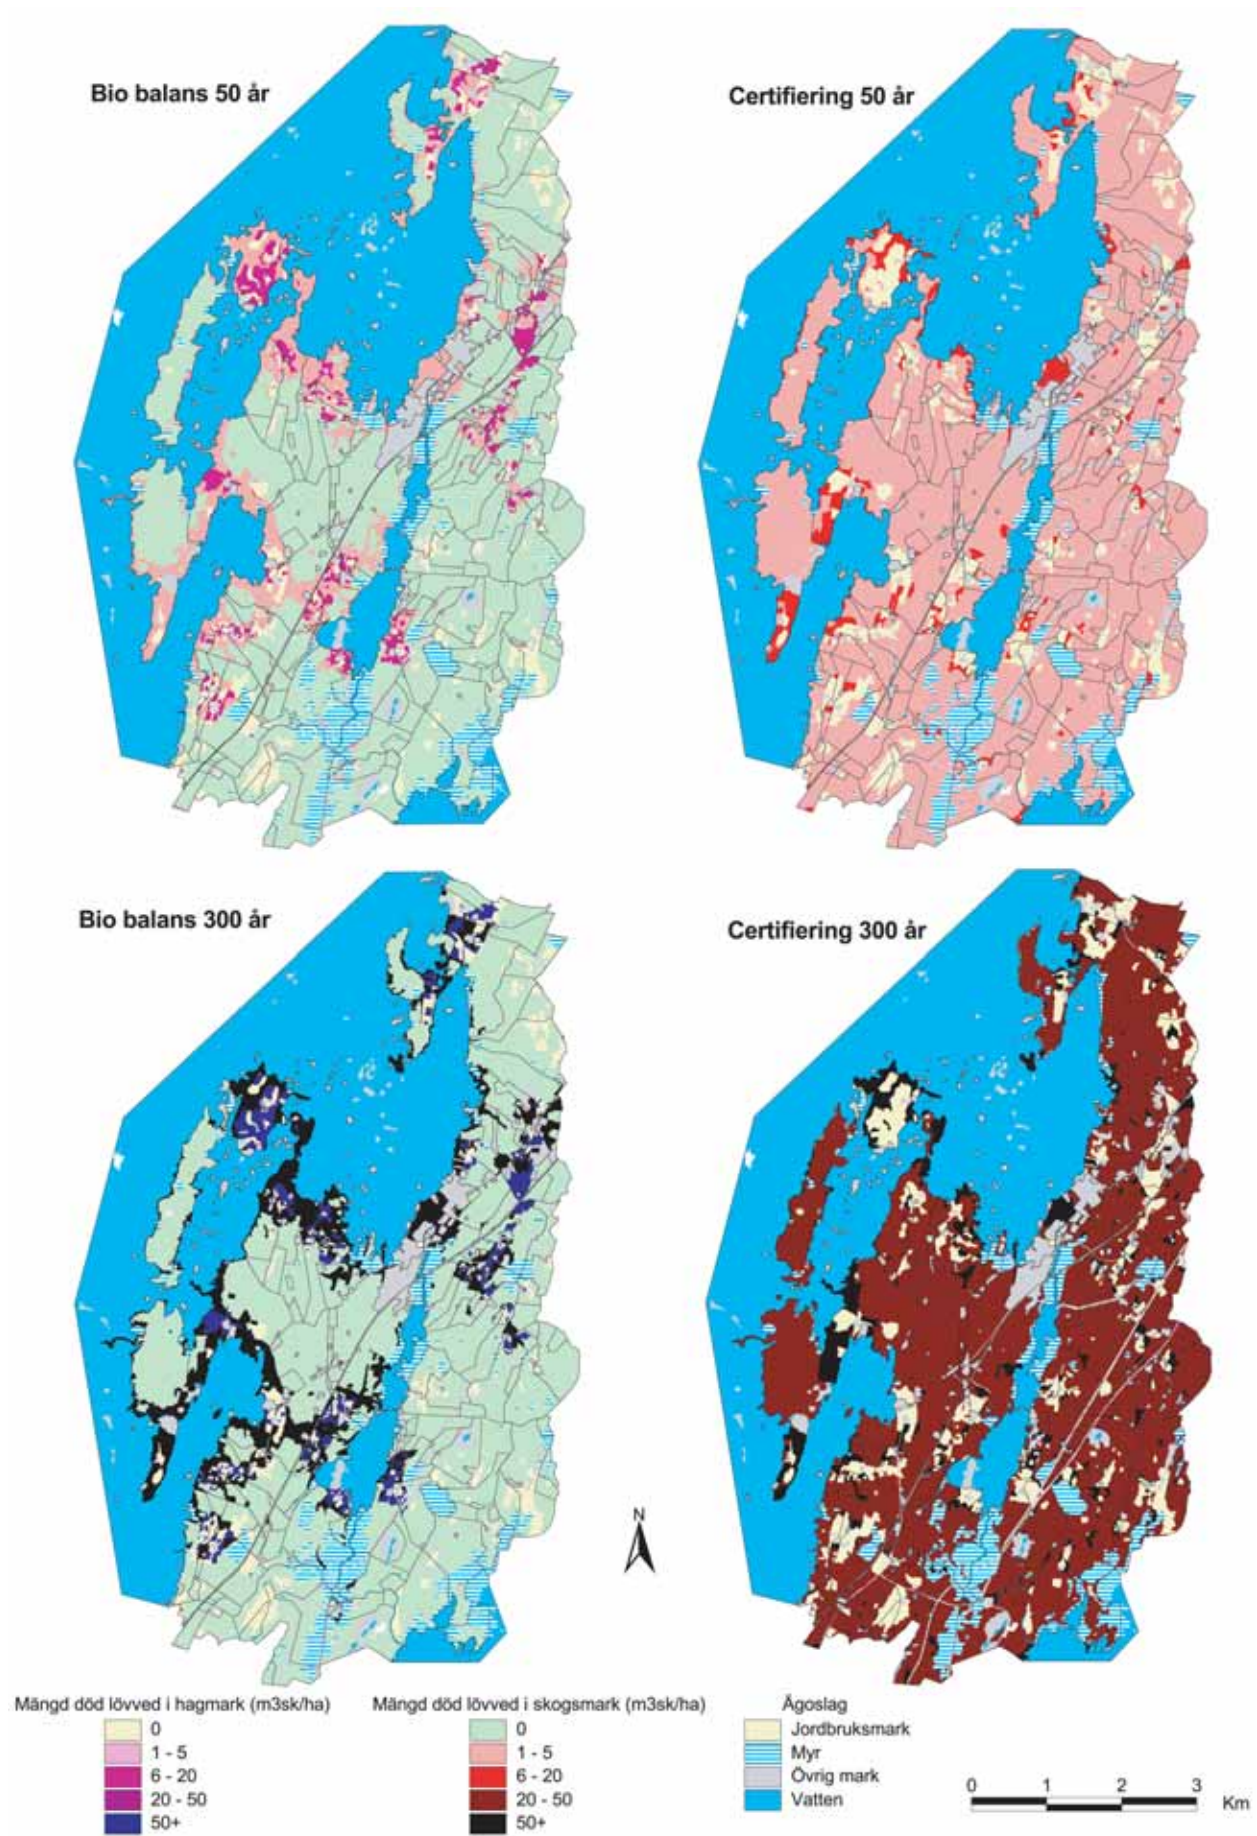 Bio balans 50 år
Certifiering 50 år
Bio balans 300 år
Certifiering 300 år
N
Mängd död lövved i hagmark (m3sk/ha)
0
1 - 5
6 - 20
20 - 50
50+
Mängd död lövved i skogsmark (m3sk/ha)
0
1 - 5
6 - 20
20 - 50
50+
Ägoslag
Jordbruksmark
Myr
Övrig mark
Vatten
0 1 2 3
Km